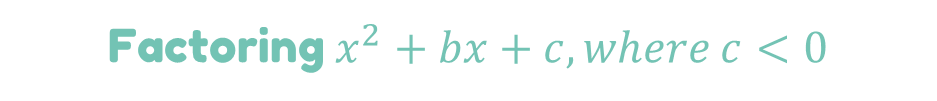 Factoring x² + bx + c, where c < 0